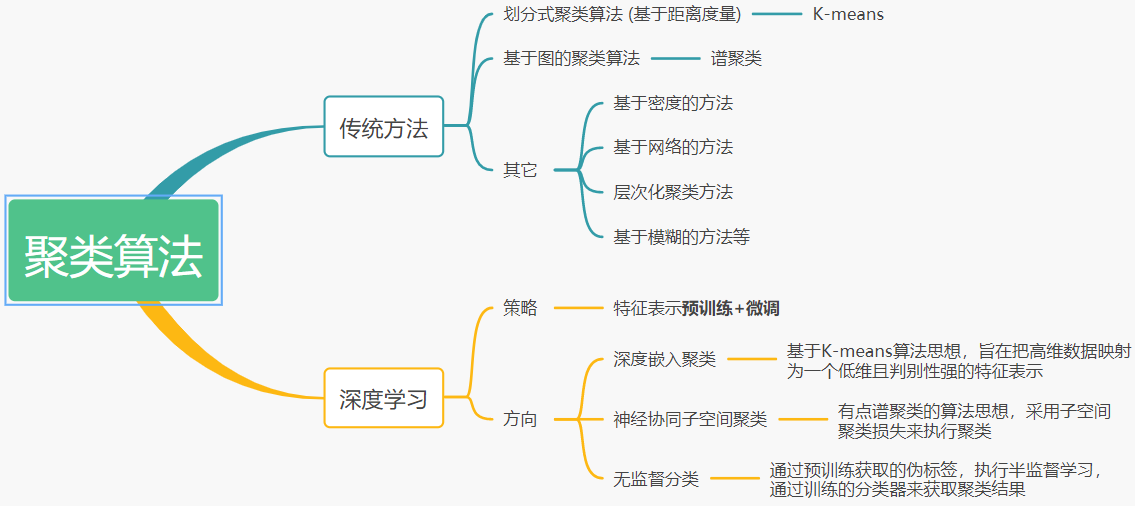 聚类算法
传统方法
划分式聚类算法 (基于距离度量)
K-means
基于图的聚类算法
谱聚类
其它
基于密度的方法
基于网络的方法
层次化聚类方法
基于模糊的方法等
深度学习
策略
特征表示预训练+微调
方向
深度嵌入聚类
基于K-means算法思想，旨在把高维数据映射
为一个低维且判别性强的特征表示
神经协同子空间聚类
有点谱聚类的算法思想，采用子空间
聚类损失来执行聚类
无监督分类
通过预训练获取的伪标签，执行半监督学习，
通过训练的分类器来获取聚类结果